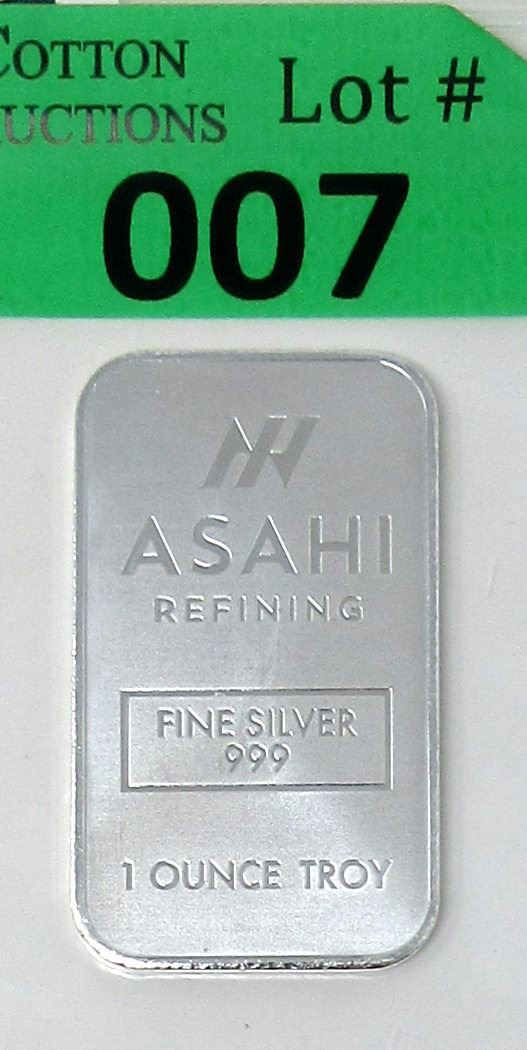 COTTON
Lot #
UCTIONS
007
ASAHI
REFINING
FINE SILVER
999
1 OUNCE TROY